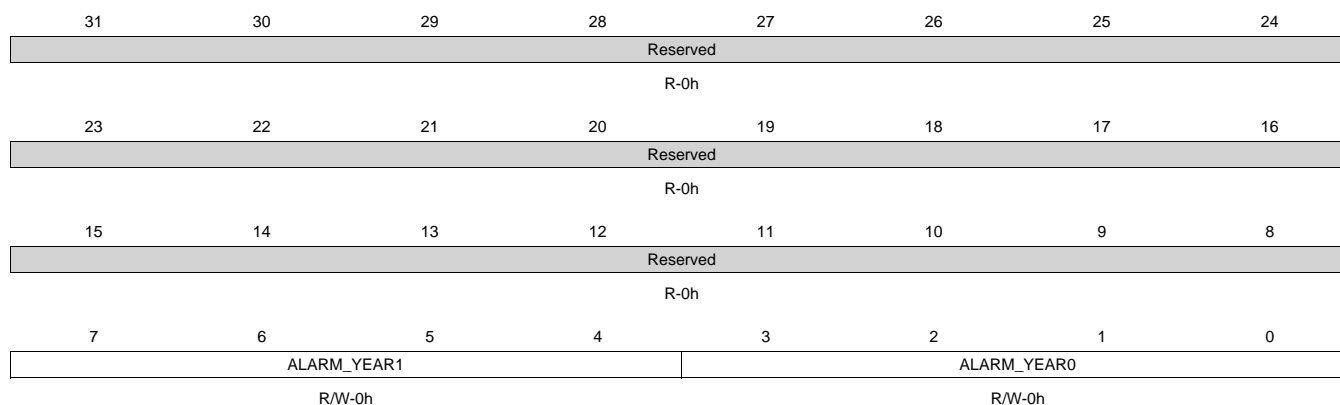 31 30 29 28 27 26 25 24
Reserved
R-0h
23 22 21 20 19 18 17 16
Reserved
R-0h
15 14 13 12 11 10 9 8
Reserved
R-0h
7 6 5 4 3 2 1 0
ALARM_YEAR1 ALARM_YEAR0
R/W-0h R/W-0h